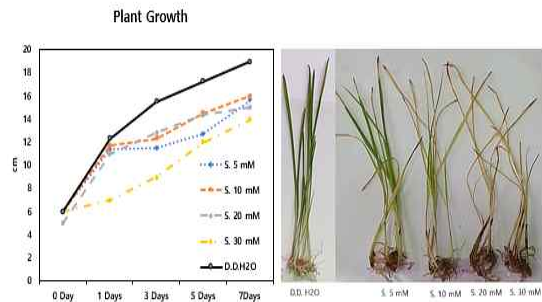 Plant Growth
20
18
16
14
12
10
8
6
4
2
0
cm
0 Day
1 Days
3 Days
5 Days
7Days
S. 5 mM
S. 10 mM
S. 20 mM
S. 30 mM
D.D.H2O
D.D. H2O
S. 5 mM
S. 10 mM
S. 20 mM
S. 30 mM